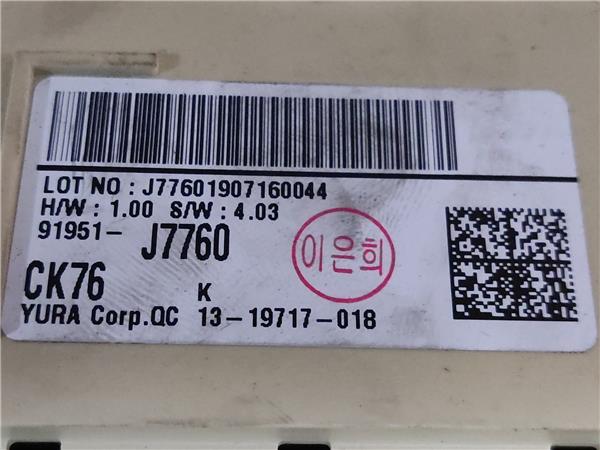 LOT NO : J77601907160044
H/W : 1.00 S/W : 4.03
91951- J7760
이은희
CK76 K
YURA Corp.QC 13-19717-018